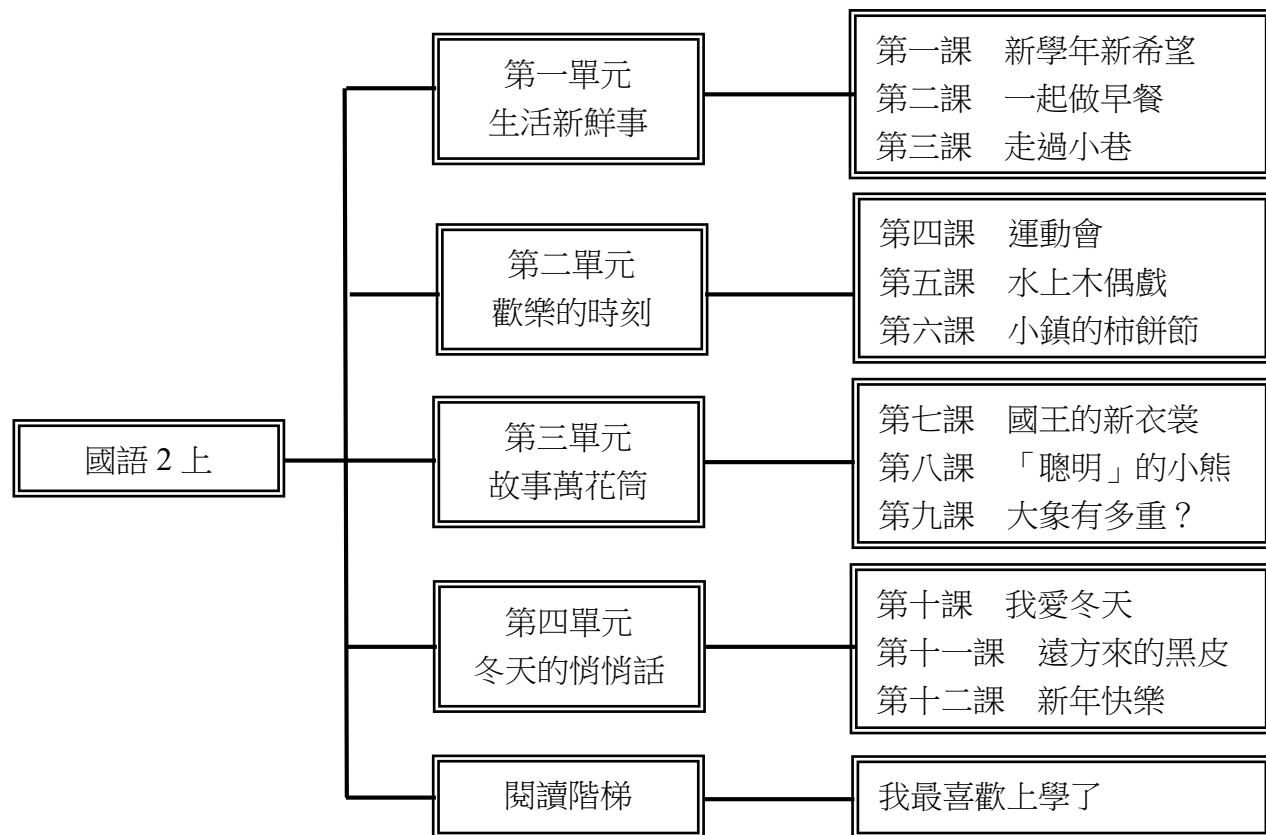 國語 2 上
第一單元
生活新鮮事
第一課　新學年新希望
第二課　一起做早餐
第三課　走過小巷
第二單元
歡樂的時刻
第四課　運動會
第五課　水上木偶戲
第六課　小鎮的柿餅節
第三單元
故事萬花筒
第七課　國王的新衣裳
第八課　「聰明」的小熊
第九課　大象有多重？
第四單元
冬天的悄悄話
第十課　我愛冬天
第十一課　遠方來的黑皮
第十二課　新年快樂
閱讀階梯
我最喜歡上學了